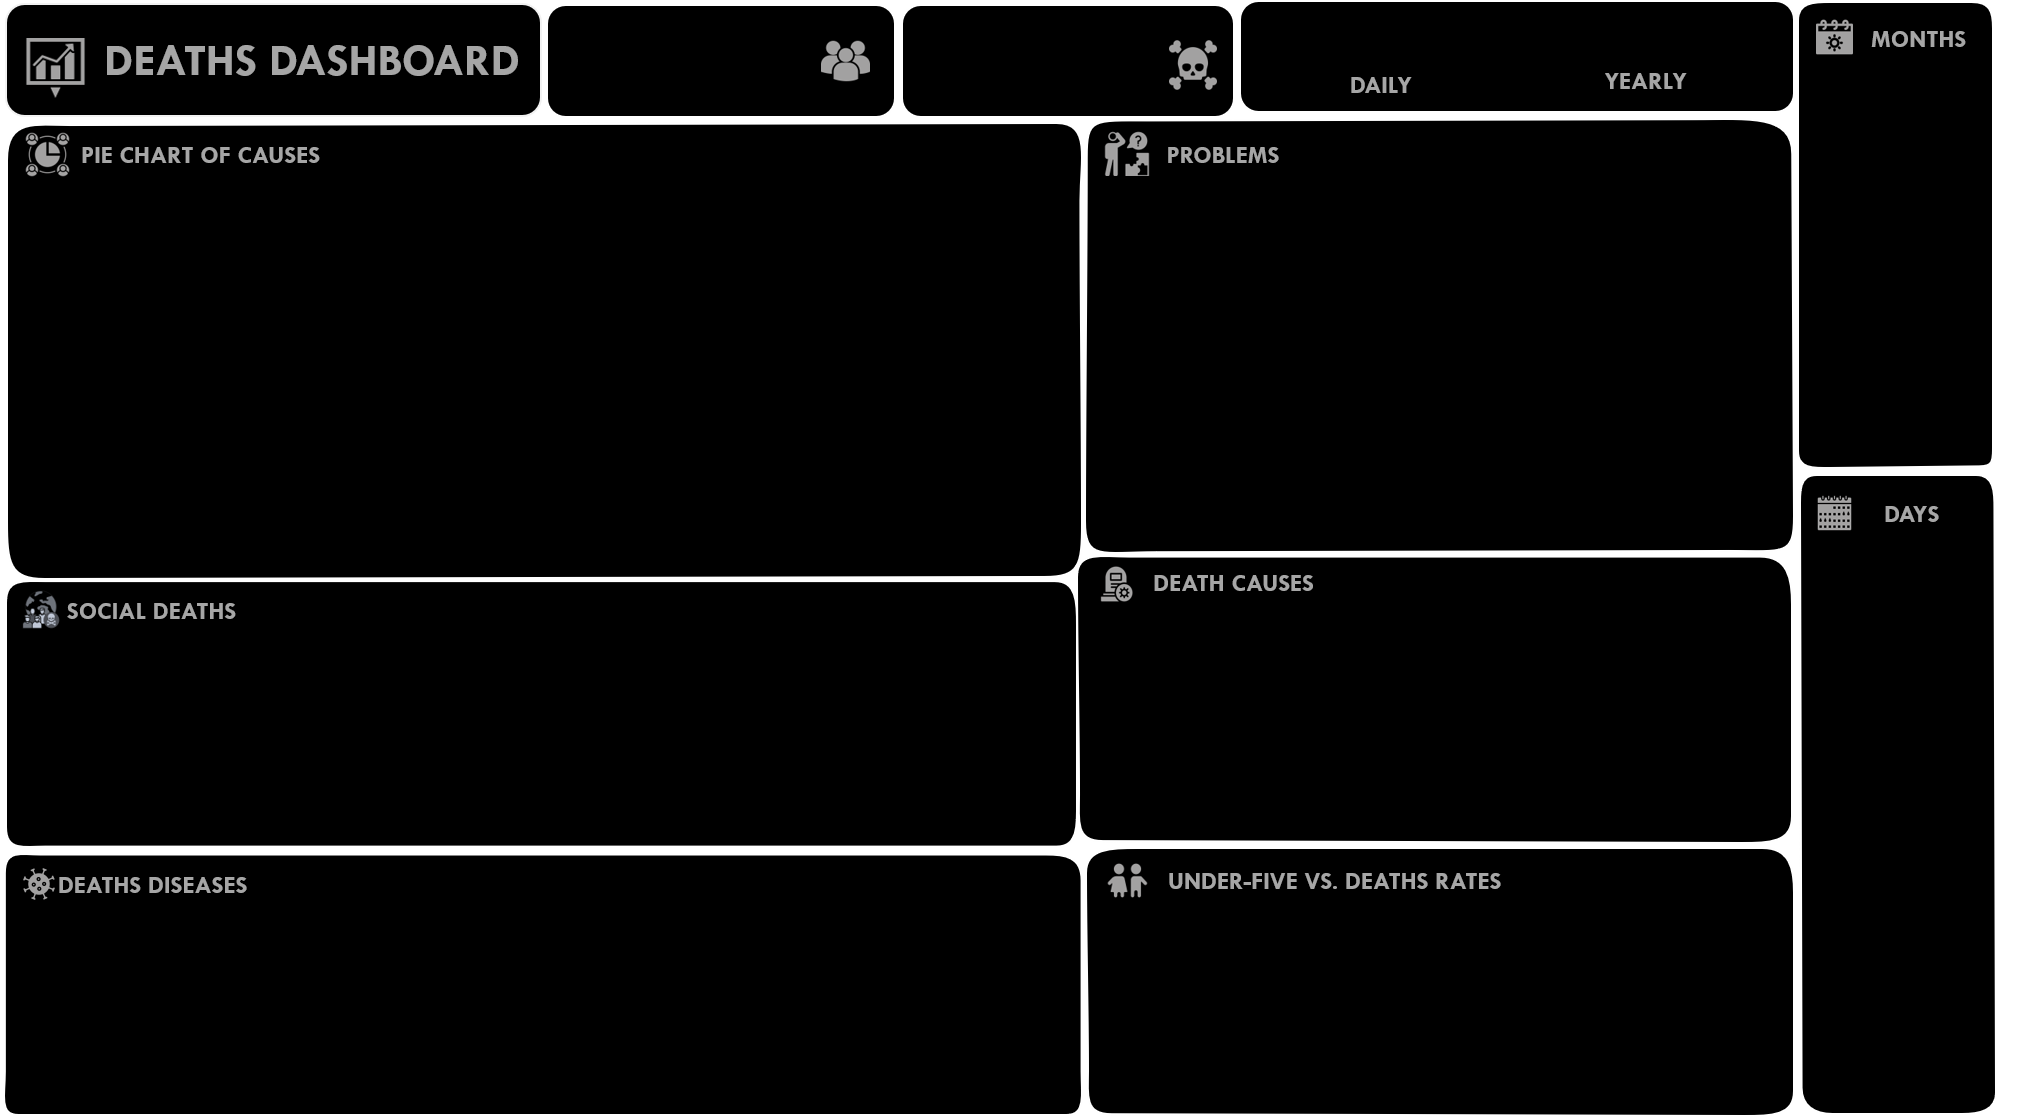 DEATHS DASHBOARD
DAILY
YEARLY
MONTHS
PIE CHART OF CAUSES
PROBLEMS
DAYS
SOCIAL DEATHS
DEATH CAUSES
DEATHS DISEASES
UNDER-FIVE VS. DEATHS RATES